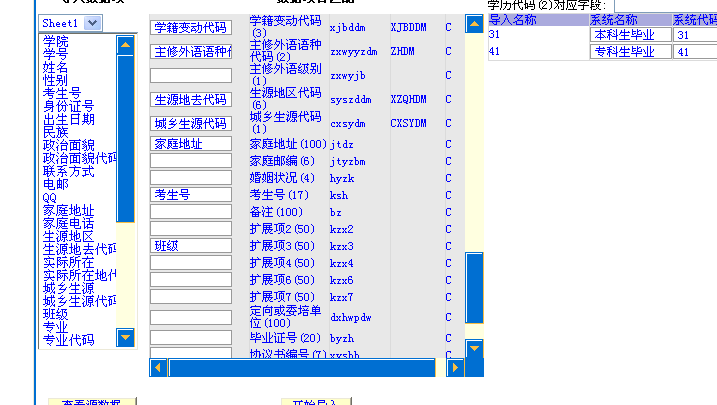 学历代码(2)对应字段:
Sheet1
学院
学号
姓名
性别
考生号
身份证号
出生日期
民族
政治面貌
政治面貌代码
联系方式
电邮
QQ
家庭地址
家庭电话
生源地区
生源地去代码
实际所在
实际所在地代
城乡生源
城乡生源代码
班级
专业
专业代码
学籍变动代码 学籍变动代码(3) xjbddm XJBDDM C
主修外语语种 主修外语语种代码(2) zxwyyzdm ZHDM C
主修外语级别(1) zxwyjb C
生源地去代码 生源地区代码(6) syszddm XZQHDM C
城乡生源代码 城乡生源代码(1) cxsydm CXSYDM C
家庭地址 家庭地址(100) jtdz C
家庭邮编(6) jtyzbm C
婚姻状况(4) hyzk C
考生号 考生号(17) ksh C
备注(100) bz C
扩展项2(50) kzx2 C
班级 扩展项3(50) kzx3 C
扩展项4(50) kzx4 C
扩展项6(50) kzx6 C
扩展项7(50) kzx7 C
定向或委培单位(100) dxhwpdw C
毕业证号(20) byzh C
协议书编号(7) xysbh C
导入名称 系统名称 系统代码
31 本科生毕业 31
41 专科生毕业 41
查看源数据
开始导入